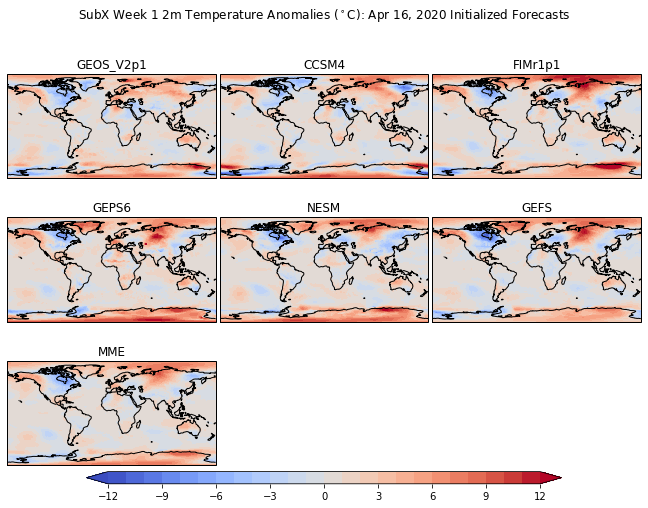 SubX Week 1 2m Temperature Anomalies (°C): Apr 16, 2020 Initialized Forecasts
GEOS_V2p1
CCSM4
FIMr1p1
GEPS6
NESM
GEFS
MME
−12 −9 −6 −3 0 3 6 9 12